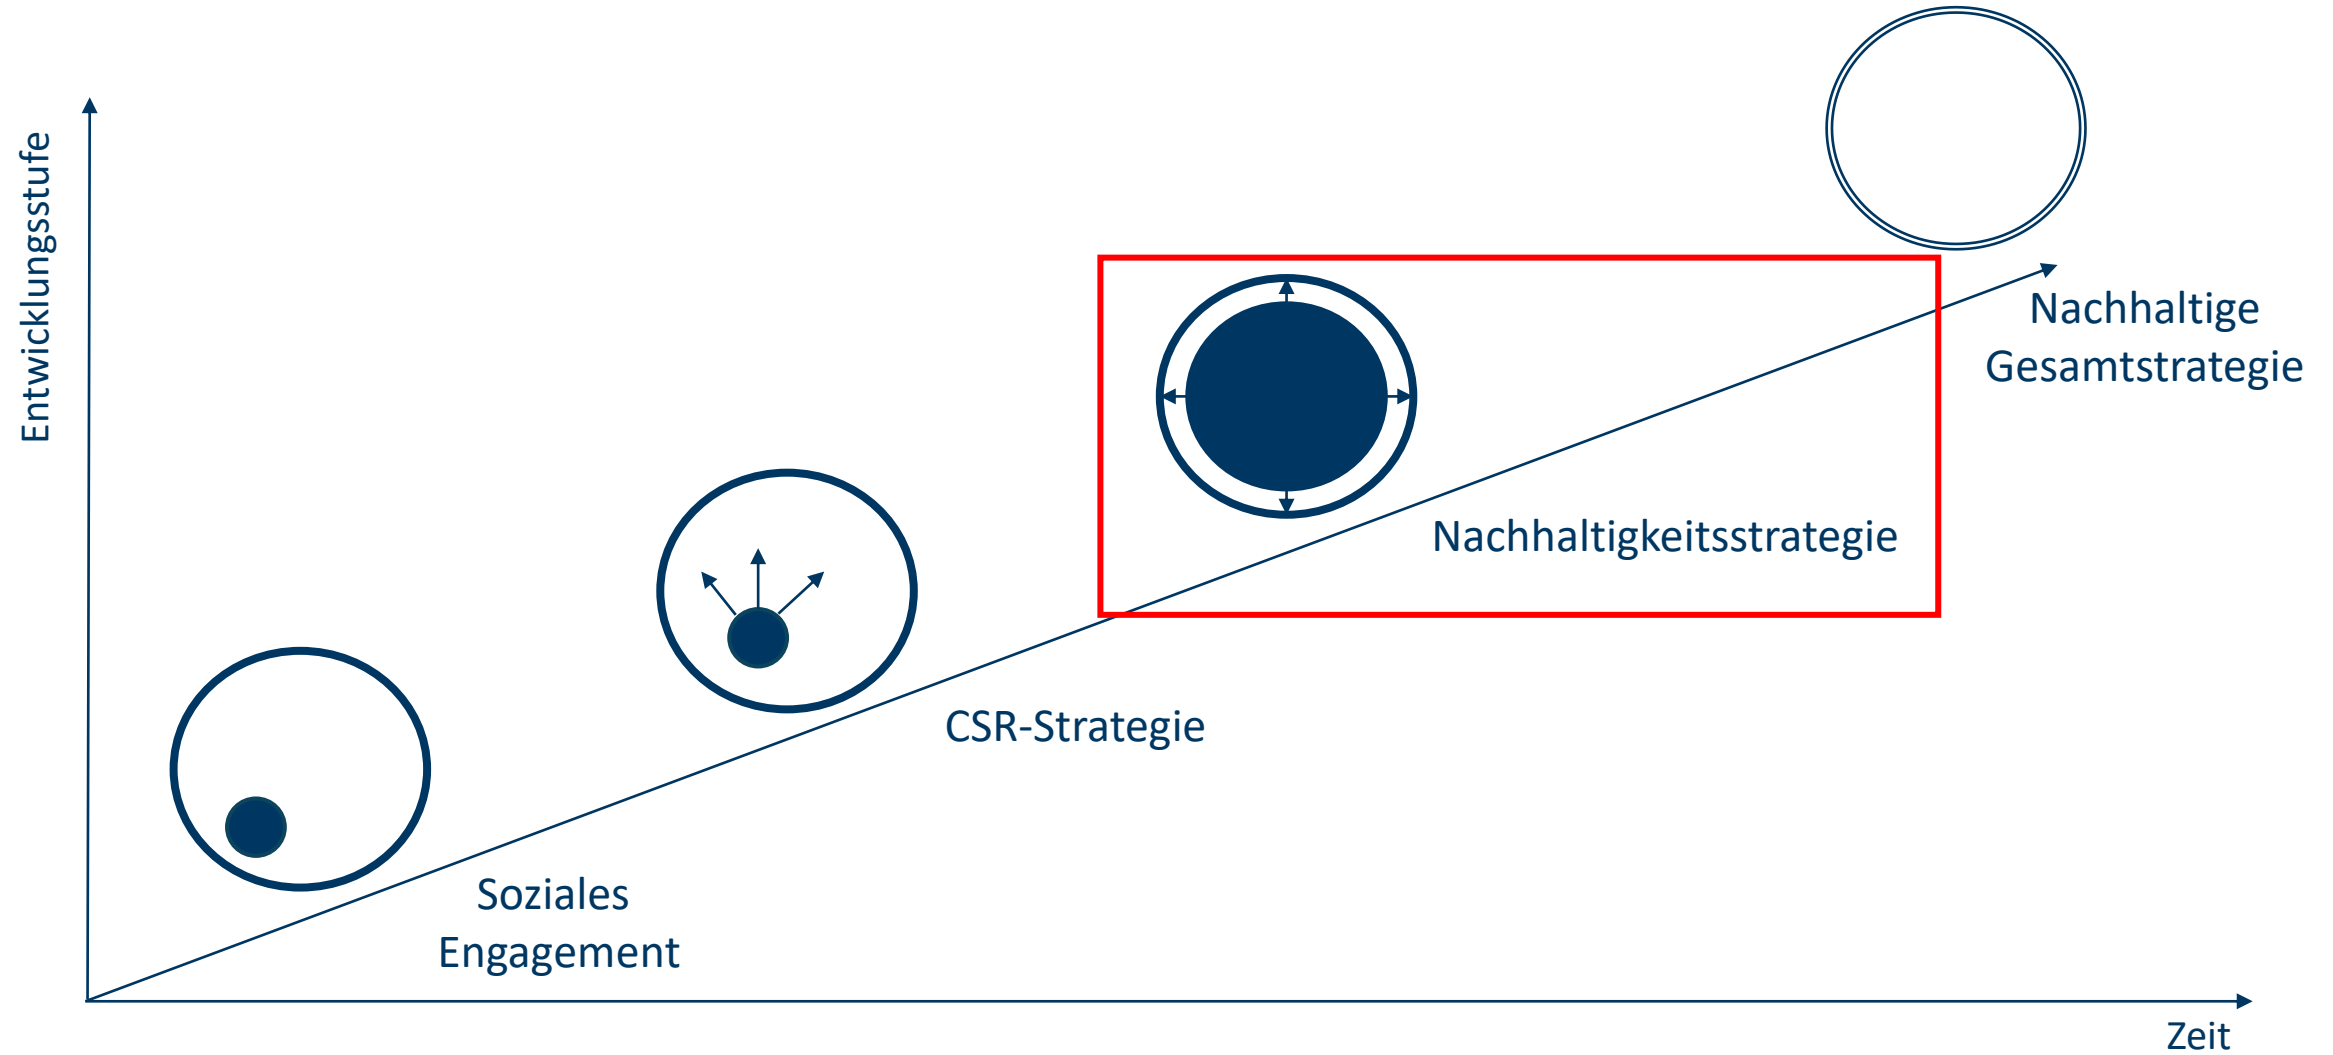 Entwicklungsstufe
Nachhaltige
Gesamtstrategie
Nachhaltigkeitsstrategie
CSR-Strategie
Soziales
Engagement
Zeit